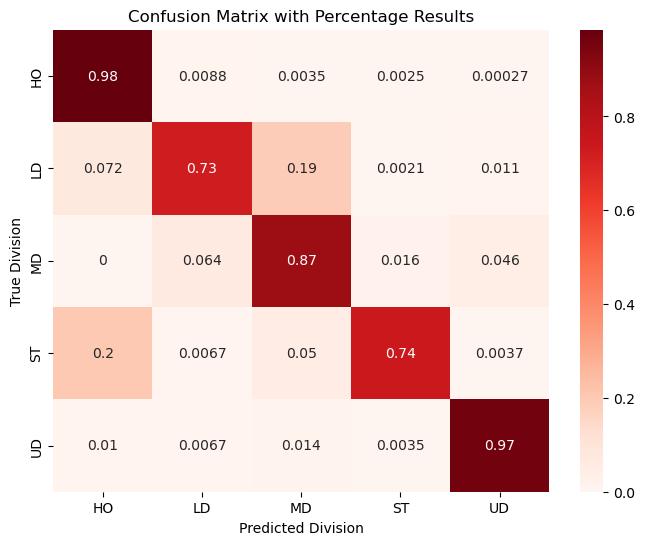 Confusion Matrix with Percentage Results
HO 0.98 0.0088 0.0035 0.0025 0.00027
LD 0.072 0.73 0.19 0.0021 0.011
MD 0 0.064 0.87 0.016 0.046
ST 0.2 0.0067 0.05 0.74 0.0037
UD 0.01 0.0067 0.014 0.0035 0.97
HO LD MD ST UD
Predicted Division
True Division
0.8
0.6
0.4
0.2
0.0